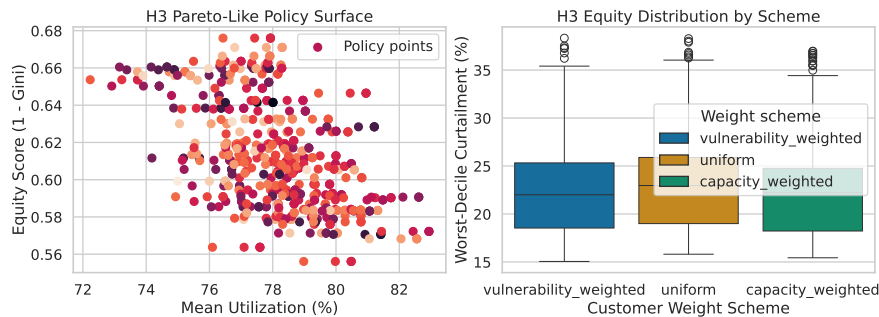 H3 Pareto-Like Policy Surface
Equity Score (1 - Gini)
0.68
0.66
0.64
0.62
0.60
0.58
0.56
Policy points
72
74
76
78
80
82
Mean Utilization (%)
H3 Equity Distribution by Scheme
Worst-Decile Curtailment (%)
35
30
25
20
15
Weight scheme
vulnerability_weighted
uniform
capacity_weighted
vulnerability_weighted
uniform
capacity_weighted
Customer Weight Scheme